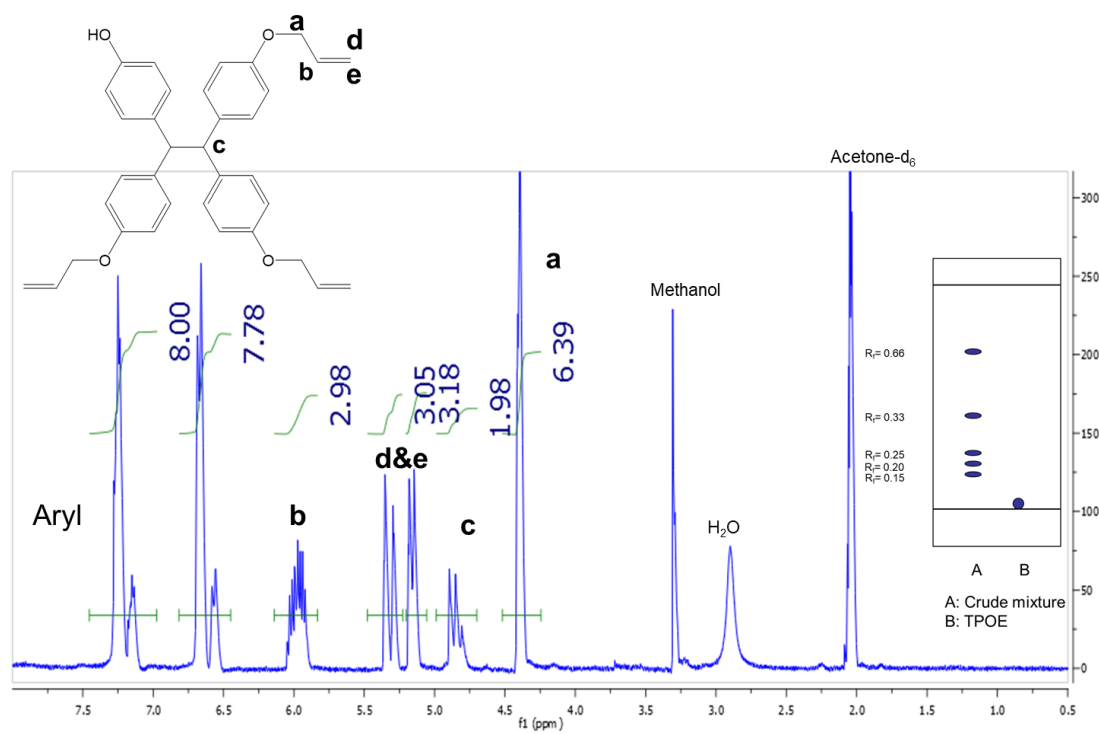 HO
O
a
d
b
e
c
O
O
Acetone-d6
a
Methanol
8.00
7.78
2.98
3.05
3.18
1.98
6.39
d&e
Aryl
b
c
H2O
300
250
200
150
100
50
0
Rf= 0.66
Rf= 0.33
Rf= 0.25
Rf= 0.20
Rf= 0.15
A
B
A: Crude mixture
B: TPOE
7.5
7.0
6.5
6.0
5.5
5.0
4.5
4.0
3.5
3.0
2.5
2.0
1.5
1.0
0.5
f1 (ppm)